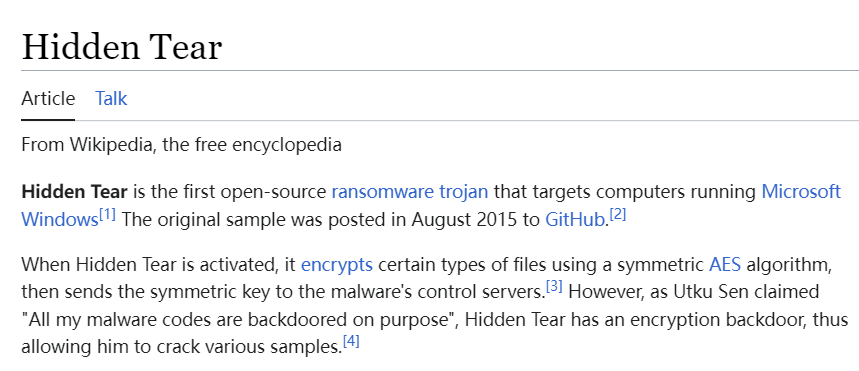 Hidden Tear
Article Talk
From Wikipedia, the free encyclopedia
Hidden Tear is the first open-source ransomware trojan that targets computers running Microsoft
Windows[1] The original sample was posted in August 2015 to GitHub.[2]
When Hidden Tear is activated, it encrypts certain types of files using a symmetric AES algorithm,
then sends the symmetric key to the malware's control servers.[3] However, as Utku Sen claimed
"All my malware codes are backdoored on purpose", Hidden Tear has an encryption backdoor, thus
allowing him to crack various samples.[4]